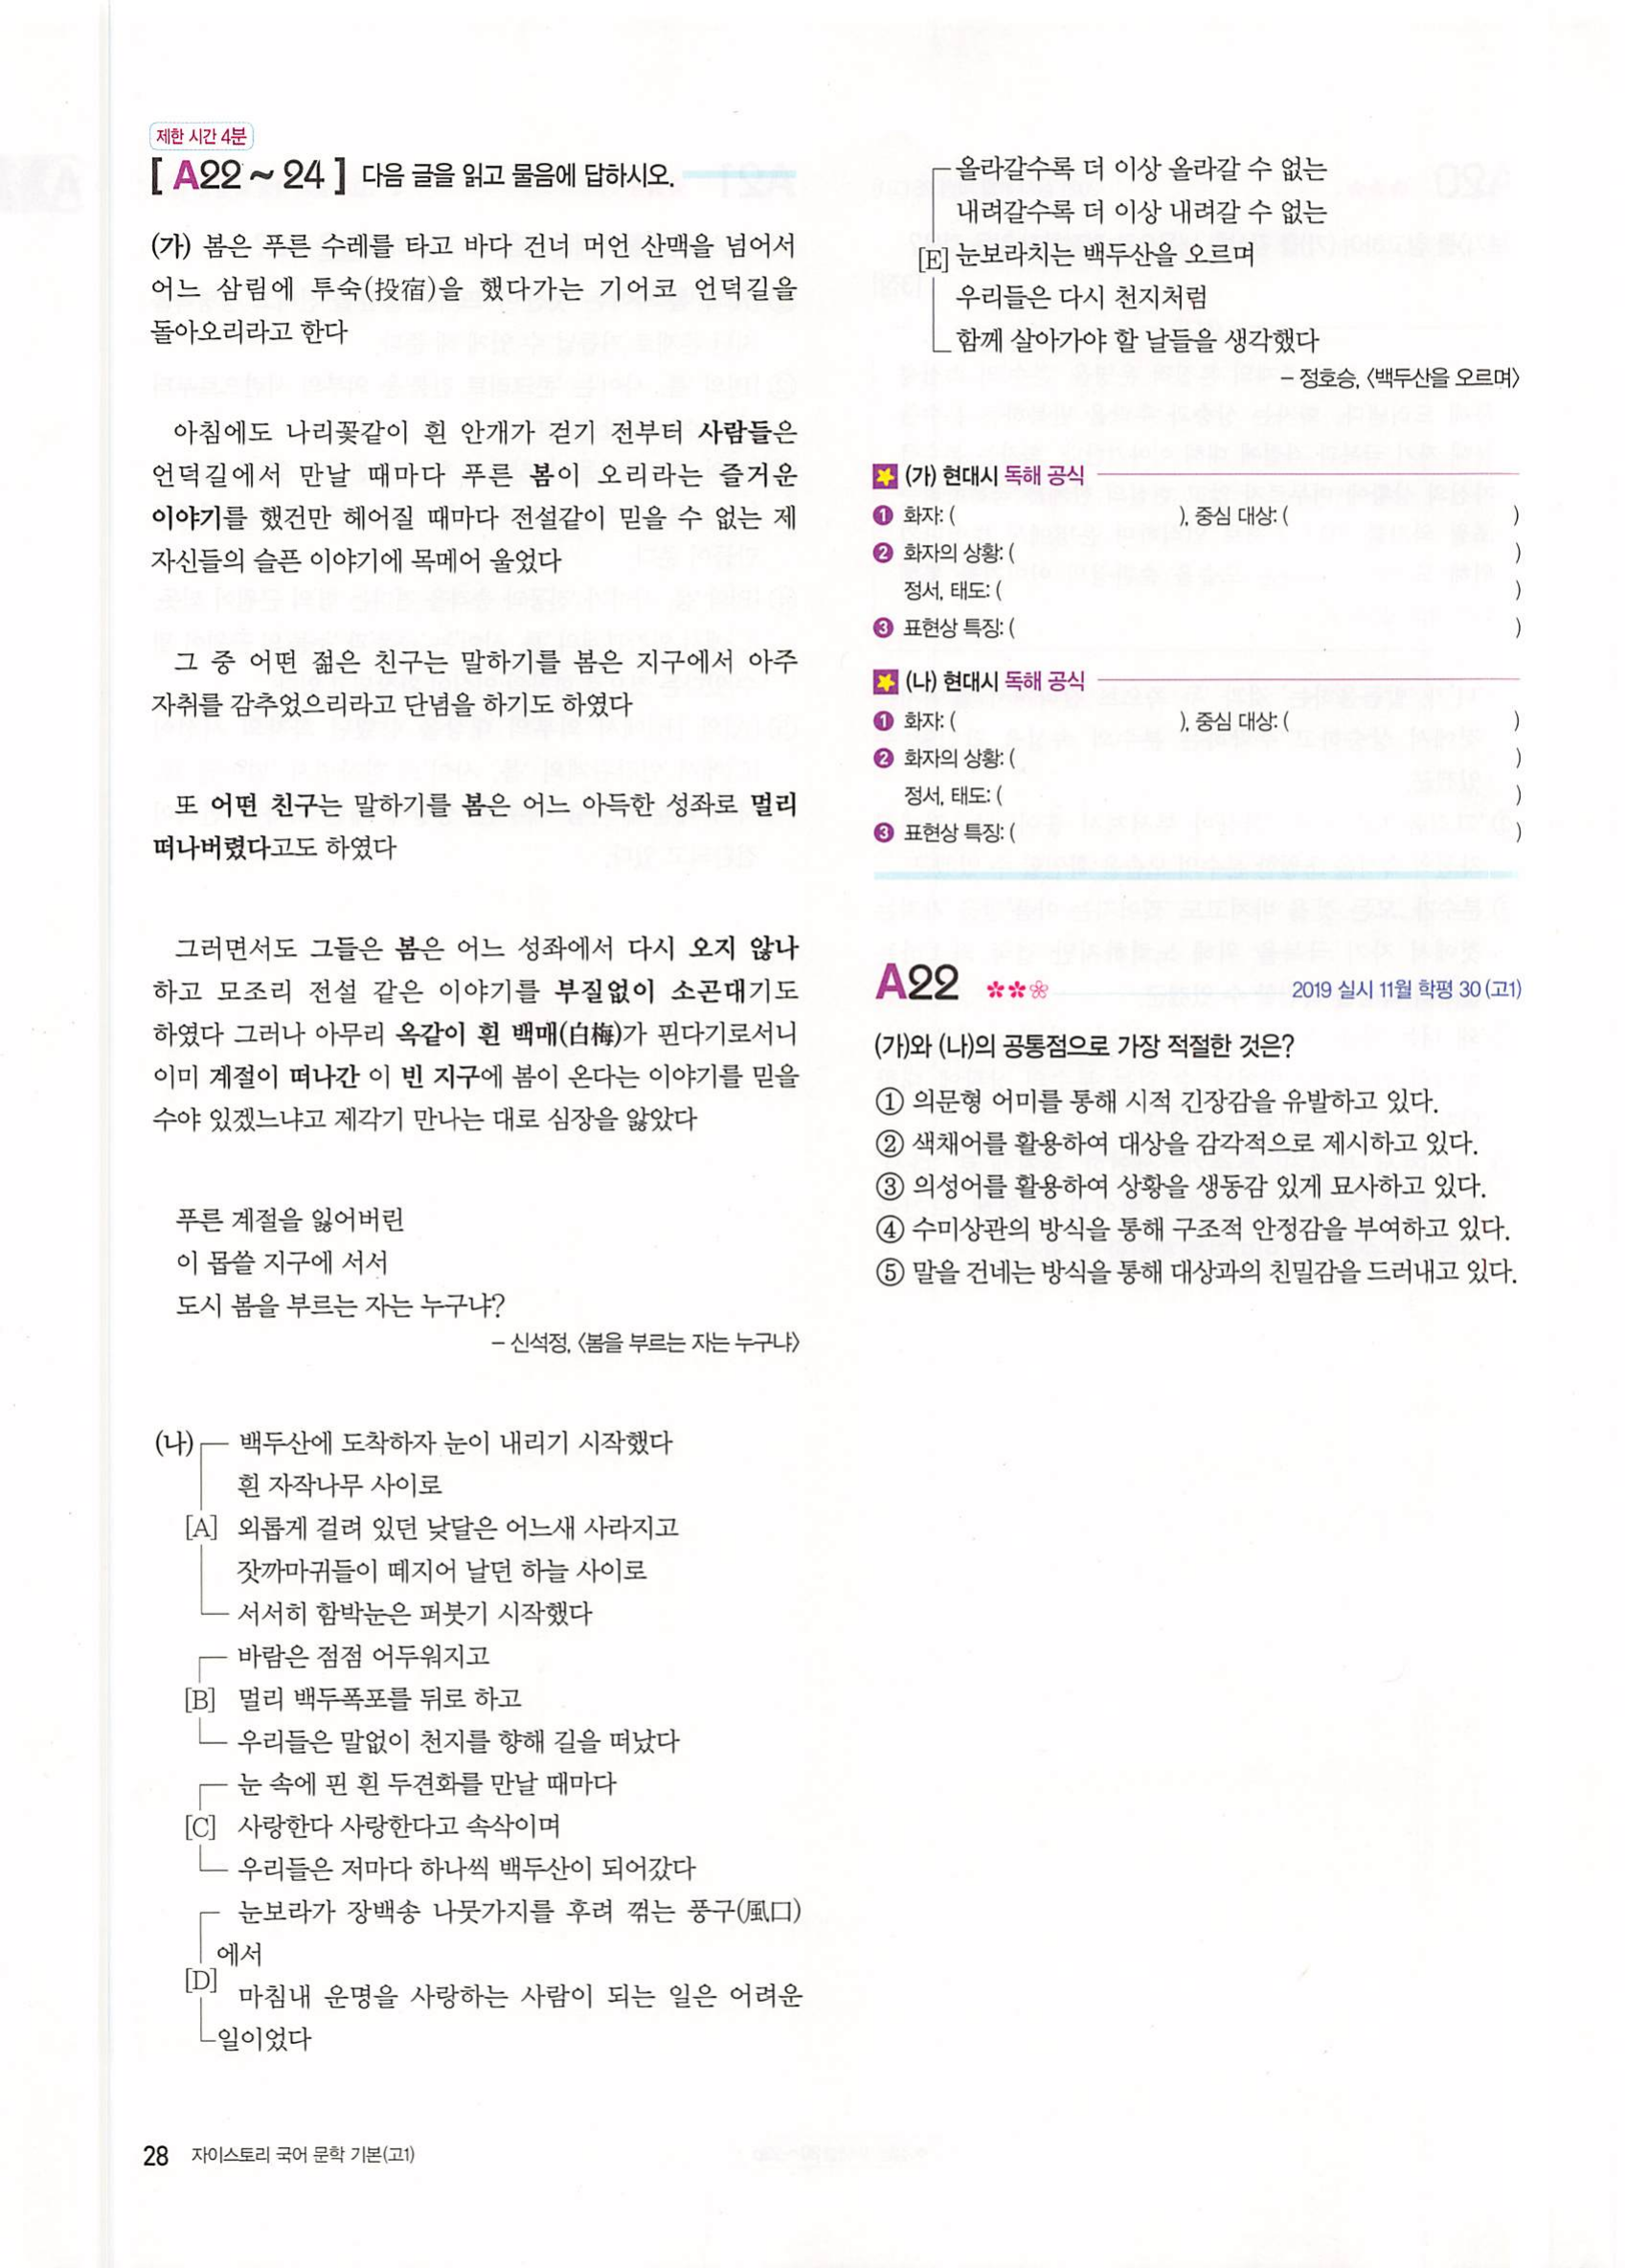 제한 시간 4분
[ A22 ~ 24 ] 다음 글을 읽고 물음에 답하시오.
(가) 봄은 푸른 수레를 타고 바다 건너 머언 산맥을 넘어서
어느 삼림에 투숙(投宿)을 했다가는 기어코 언덕길을
돌아오리라고 한다
아침에도 나리꽃같이 흰 안개가 걷기 전부터 사람들은
언덕길에서 만날 때마다 푸른 봄이 오리라는 즐거운
이야기를 했건만 헤어질 때마다 전설같이 믿을 수 없는 제
자신들의 슬픈 이야기에 목메어 울었다
그 중 어떤 젊은 친구는 말하기를 봄은 지구에서 아주
자취를 감추었으리라고 단념을 하기도 하였다
또 어떤 친구는 말하기를 봄은 어느 아득한 성좌로 멀리
떠나버렸다고도 하였다
그러면서도 그들은 봄은 어느 성좌에서 다시 오지 않나
하고 모조리 전설 같은 이야기를 부질없이 소곤대기도
하였다 그러나 아무리 옥같이 흰 백매(白梅)가 핀다기로서니
이미 계절이 떠나간 이 빈 지구에 봄이 온다는 이야기를 믿을
수야 있겠느냐고 제각기 만나는 대로 심장을 앓았다
푸른 계절을 잃어버린
이 몹쓸 지구에 서서
도시 봄을 부르는 자는 누구냐?
– 신석정, 〈봄을 부르는 자는 누구냐〉
(나) 백두산에 도착하자 눈이 내리기 시작했다
흰 자작나무 사이로
[A] 외롭게 걸려 있던 낮달은 어느새 사라지고
잣까마귀들이 떼지어 날던 하늘 사이로
서서히 함박눈은 퍼붓기 시작했다
바람은 점점 어두워지고
[B] 멀리 백두폭포를 뒤로 하고
우리들은 말없이 천지를 향해 길을 떠났다
눈 속에 핀 흰 두견화를 만날 때마다
[C] 사랑한다 사랑한다고 속삭이며
우리들은 저마다 하나씩 백두산이 되어갔다
눈보라가 장백송 나뭇가지를 후려 꺾는 풍구(風口)
에서
[D] 마침내 운명을 사랑하는 사람이 되는 일은 어려운
일이었다
28 자이스토리 국어 문학 기본(고1)
올라갈수록 더 이상 올라갈 수 없는
내려갈수록 더 이상 내려갈 수 없는
[E] 눈보라치는 백두산을 오르며
우리들은 다시 천지처럼
함께 살아가야 할 날들을 생각했다
– 정호승, 〈백두산을 오르며〉
(가) 현대시 독해 공식
❶ 화자: ( ), 중심 대상: ( )
❷ 화자의 상황: ( )
정서, 태도: ( )
❸ 표현상 특징: ( )
(나) 현대시 독해 공식
❶ 화자: ( ), 중심 대상: ( )
❷ 화자의 상황: ( )
정서, 태도: ( )
❸ 표현상 특징: ( )
A22 2019 실시 11월 학평 30 (고1)
(가)와 (나)의 공통점으로 가장 적절한 것은?
① 의문형 어미를 통해 시적 긴장감을 유발하고 있다.
② 색채어를 활용하여 대상을 감각적으로 제시하고 있다.
③ 의성어를 활용하여 상황을 생동감 있게 묘사하고 있다.
④ 수미상관의 방식을 통해 구조적 안정감을 부여하고 있다.
⑤ 말을 건네는 방식을 통해 대상과의 친밀감을 드러내고 있다.